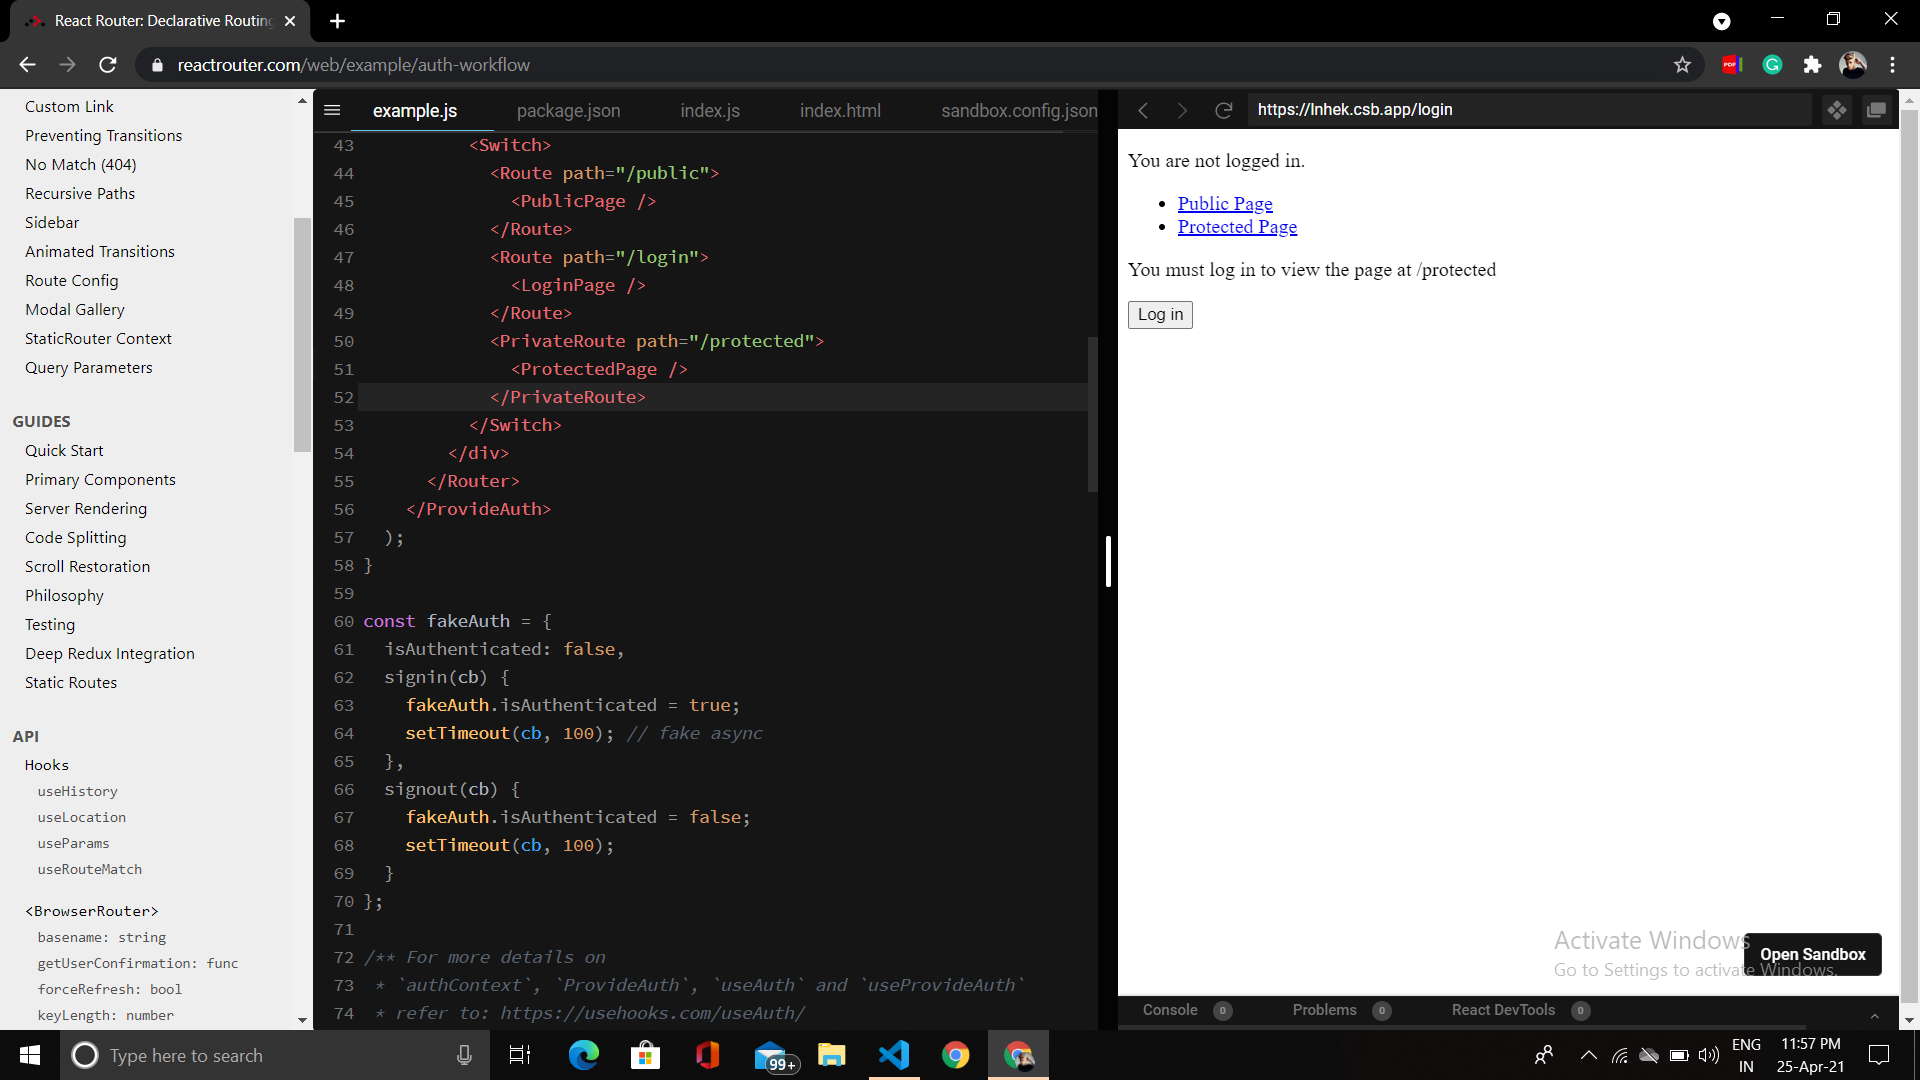 React Router: Declarative Routing
reactrouter.com/web/example/auth-workflow
PDF
Custom Link
Preventing Transitions
No Match (404)
Recursive Paths
Sidebar
Animated Transitions
Route Config
Modal Gallery
StaticRouter Context
Query Parameters
GUIDES
Quick Start
Primary Components
Server Rendering
Code Splitting
Scroll Restoration
Philosophy
Testing
Deep Redux Integration
Static Routes
API
Hooks
useHistory
useLocation
useParams
useRouteMatch
<BrowserRouter>
basename: string
getUserConfirmation: func
forceRefresh: bool
keyLength: number
example.js package.json index.js index.html sandbox.config.json
43 <Switch>
44 <Route path="/public">
45 <PublicPage />
46 </Route>
47 <Route path="/login">
48 <LoginPage />
49 </Route>
50 <PrivateRoute path="/protected">
51 <ProtectedPage />
52 </PrivateRoute>
53 </Switch>
54 </div>
55 </Router>
56 </ProvideAuth>
57 );
58 }
59
60 const fakeAuth = {
61 isAuthenticated: false,
62 signin(cb) {
63 fakeAuth.isAuthenticated = true;
64 setTimeout(cb, 100); // fake async
65 },
66 signout(cb) {
67 fakeAuth.isAuthenticated = false;
68 setTimeout(cb, 100);
69 }
70 };
71
72 /** For more details on
73 * `authContext`, `ProvideAuth`, `useAuth` and `useProvideAuth`
74 * refer to: https://usehooks.com/useAuth/
https://lnhek.csb.app/login
You are not logged in.
Public Page
Protected Page
You must log in to view the page at /protected
Log in
Activate Windows
Go to Settings to activate Windows.
Open Sandbox
Console 0 Problems 0 React DevTools 0
Type here to search
99+
ENG
IN
11:57 PM
25-Apr-21